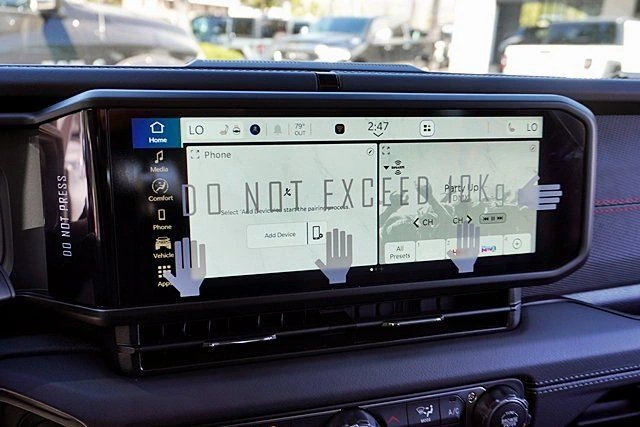 Home
LO
79°
OUT
2:47
LO
Media
Comfort
Phone
Vehicle
Apps
Phone
Select 'Add Device' to start the pairing process.
Add Device
Party Up
DMX
CH
CH
All
Presets
DO NOT EXCEED 10Kg
DO NOT PRESS
A/C